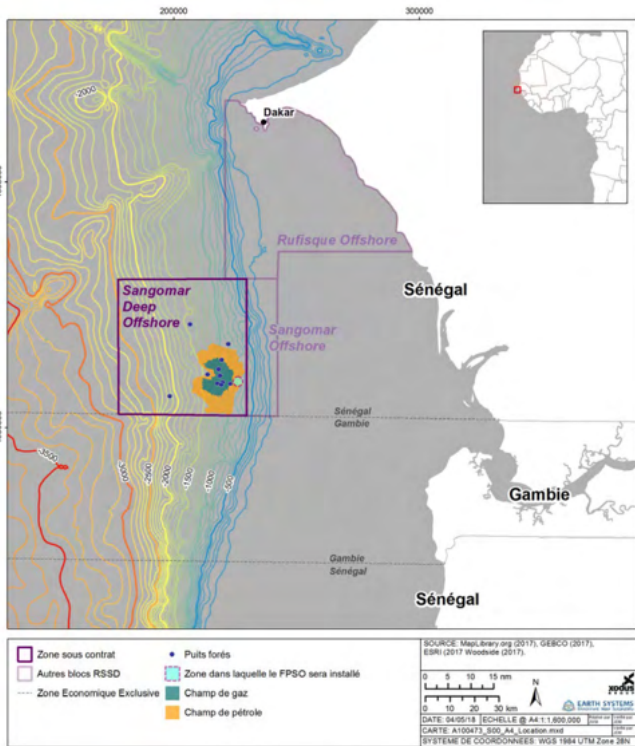 200000
300000
-2000
Dakar
Rufisque Offshore
Sénégal
Sangomar
Deep
Offshore
Sangomar
Offshore
Sénégal
Gambie
-3500
-3000
-2500
-2000
-1500
-1000
-500
Gambie
Gambie
Sénégal
Sénégal
Zone sous contrat
Autres blocs RSSD
Zone Economique Exclusive
Puits forés
Zone dans laquelle le FPSO sera installé
Champ de gaz
Champ de pétrole
SOURCE: MapLibrary.org (2017), GEBCO (2017),
ESRI (2017 Woodside (2017).
0 5 10 15 nm
0 10 20 30 km
N
EARTH SYSTEMS
DATE: 04/05/18 ECHELLE @ A4:1:1,600,000
CARTE: A100473_S00_A4_Location.mxd
SYSTEME DE COORDONNEES: WGS 1984 UTM Zone 28N